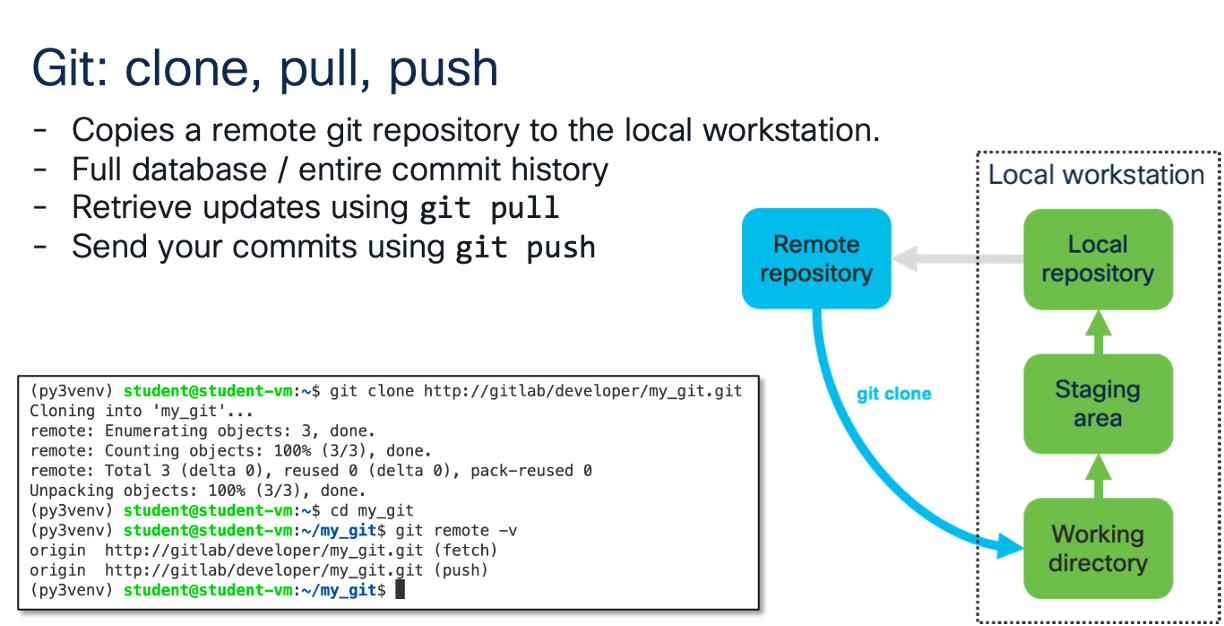 Git: clone, pull, push
- Copies a remote git repository to the local workstation.
- Full database / entire commit history
- Retrieve updates using git pull
- Send your commits using git push
Local workstation
Remote
repository
Local
repository
git clone
Staging
area
Working
directory
(py3venv) student@student-vm:~$ git clone http://gitlab/developer/my_git.git
Cloning into 'my_git'...
remote: Enumerating objects: 3, done.
remote: Counting objects: 100% (3/3), done.
remote: Total 3 (delta 0), reused 0 (delta 0), pack-reused 0
Unpacking objects: 100% (3/3), done.
(py3venv) student@student-vm:~$ cd my_git
(py3venv) student@student-vm:~/my_git$ git remote -v
origin  http://gitlab/developer/my_git.git (fetch)
origin  http://gitlab/developer/my_git.git (push)
(py3venv) student@student-vm:~/my_git$